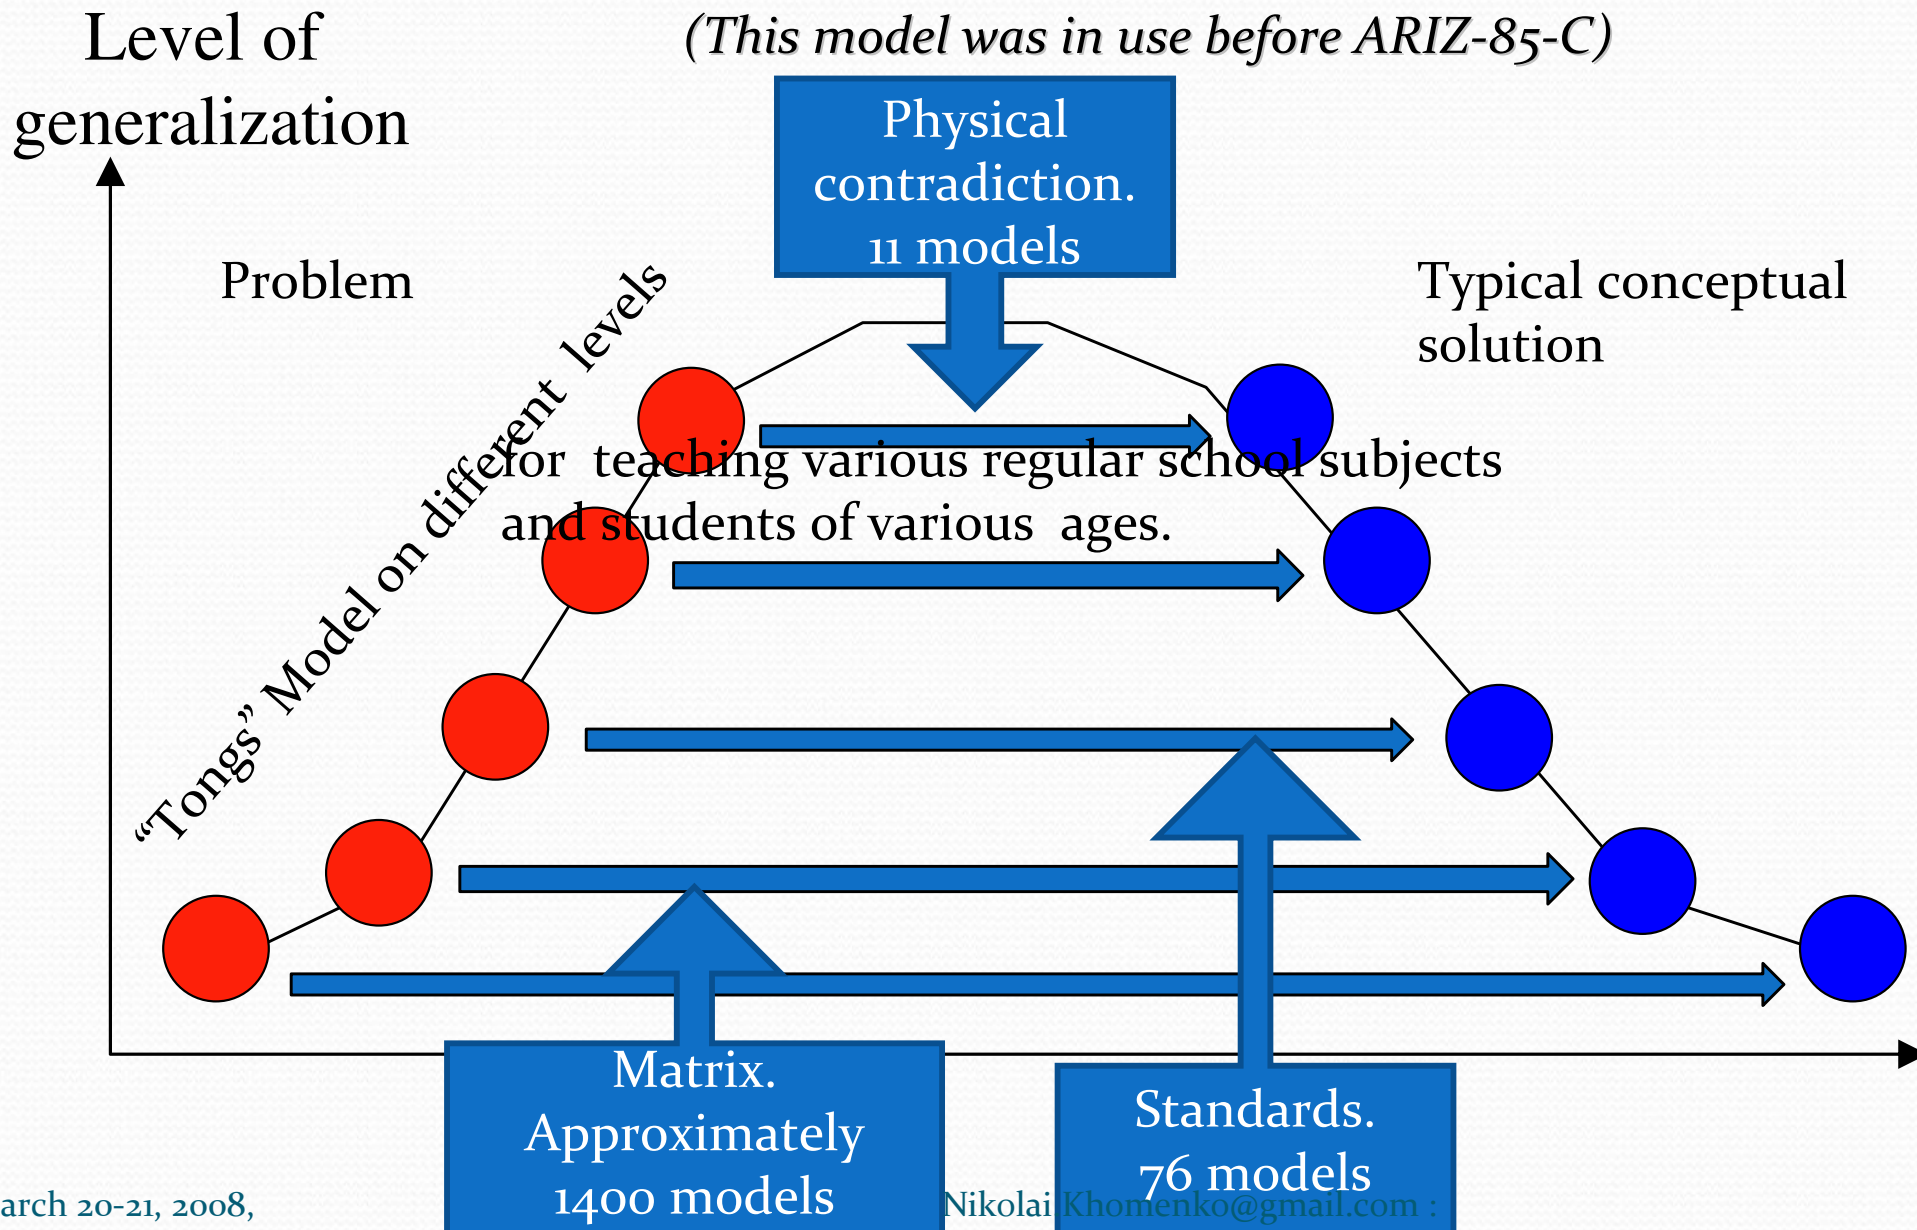 Level of
generalization
(This model was in use before ARIZ-85-C)
Physical
contradiction.
11 models
Problem
Typical conceptual
solution
“Tongs” Model on different levels
for teaching various regular school subjects
and students of various ages.
Matrix.
Approximately
1400 models
Standards.
76 models
arch 20-21, 2008,
Nikolai.Khomenko@gmail.com :